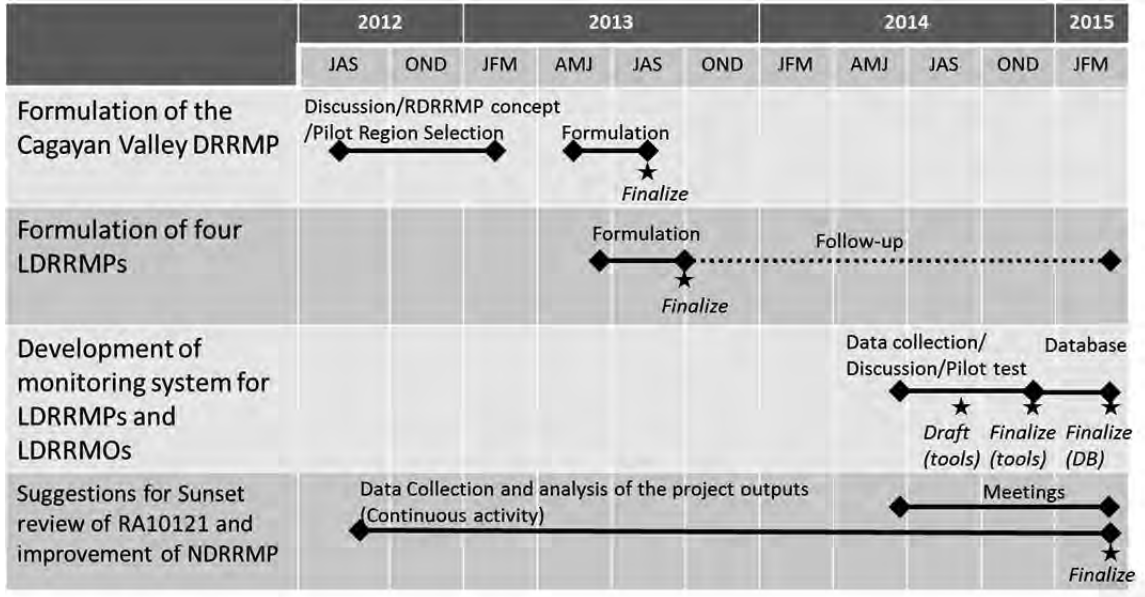 2012 2013 2014 2015
JAS OND JFM AMJ JAS OND JFM AMJ JAS OND JFM
Formulation of the
Cagayan Valley DRRMP
Discussion/RDRRMP concept
/Pilot Region Selection
Formulation
Finalize
Formulation of four
LDRRMPs
Formulation
Follow-up
Finalize
Development of
monitoring system for
LDRRMPs and
LDRRMOs
Data collection/
Discussion/Pilot test
Database
Draft
(tools)
Finalize
(tools)
Finalize
(DB)
Suggestions for Sunset
review of RA10121 and
improvement of NDRRMP
Data Collection and analysis of the project outputs
(Continuous activity)
Meetings
Finalize